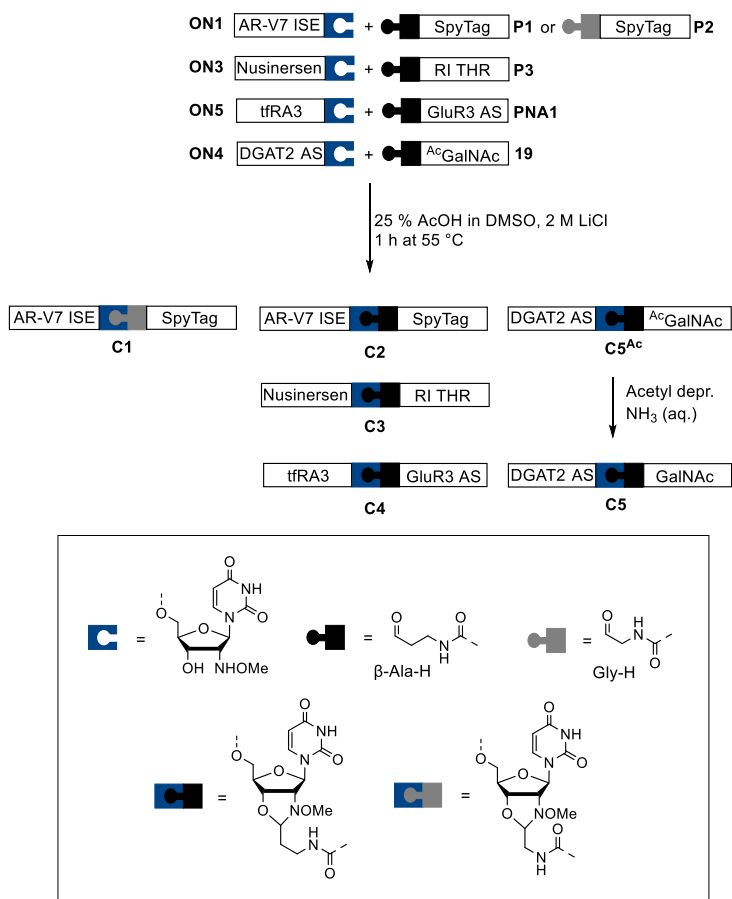 ON1 AR-V7 ISE + SpyTag P1 or SpyTag P2
ON3 Nusinersen + RI THR P3
ON5 tfRA3 + GluR3 AS PNA1
ON4 DGAT2 AS + AcGalNAc 19
25 % AcOH in DMSO, 2 M LiCl
1 h at 55 °C
AR-V7 ISE SpyTag
C1
AR-V7 ISE SpyTag
C2
DGAT2 AS AcGalNAc
C5Ac
Nusinersen RI THR
C3
Acetyl depr.
NH3 (aq.)
tfRA3 GluR3 AS
C4
DGAT2 AS GalNAc
C5
=
O
NH
N
O
O
O
OH
NHOMe
=
O
O
N
H
β-Ala-H
=
O
H
N
O
Gly-H
=
O
NH
N
O
O
O
O
NOMe
H
N
O
=
O
NH
N
O
O
O
O
NOMe
O
N
H